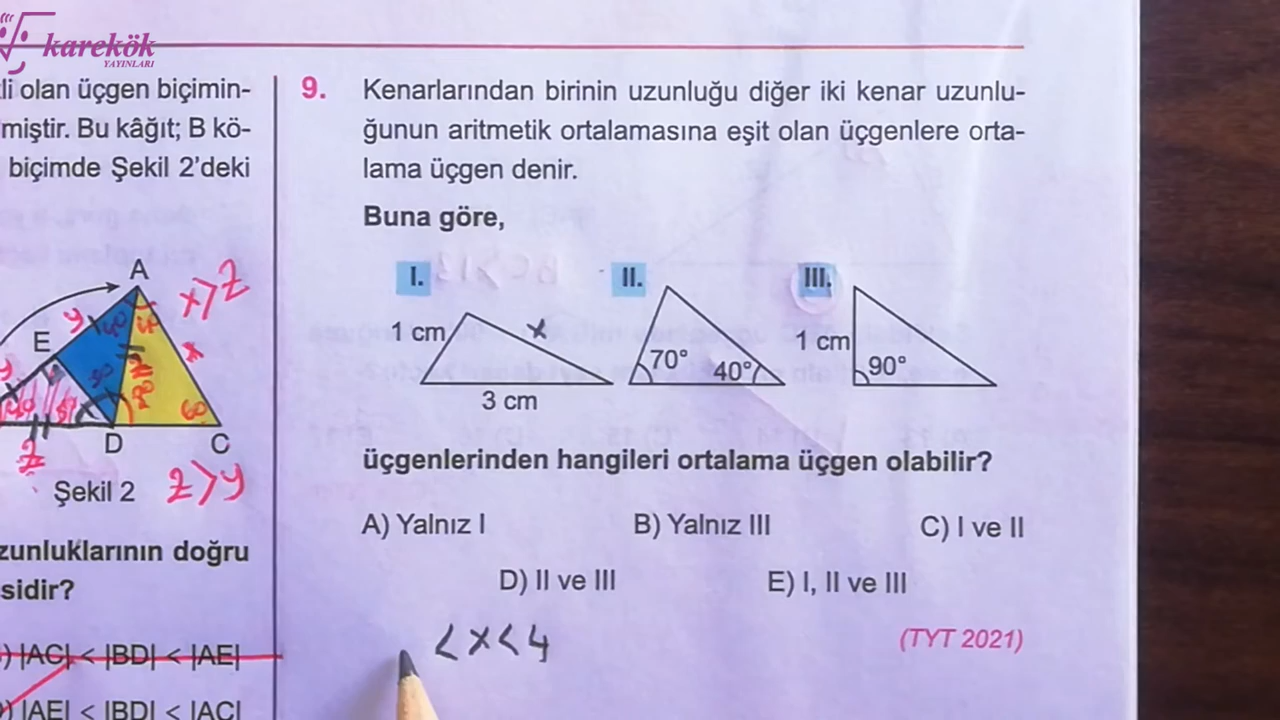 karekök
YAYINLARI
li olan üçgen biçimin-
miştir. Bu kâğıt; B kö-
biçimde Şekil 2'deki
A
x>z
y
E
x
60
D
C
z
Şekil 2
z>y
zunluklarının doğru
sidir?
) |AC| < |BD| < |AE|
) |AE| < |BD| < |AC|
9. Kenarlarından birinin uzunluğu diğer iki kenar uzunlu-
ğunun aritmetik ortalamasına eşit olan üçgenlere orta-
lama üçgen denir.
Buna göre,
I. II. III.
1 cm x 1 cm
70° 40° 90°
3 cm
üçgenlerinden hangileri ortalama üçgen olabilir?
A) Yalnız I B) Yalnız III C) I ve II
D) II ve III E) I, II ve III
< x < 4
(TYT 2021)